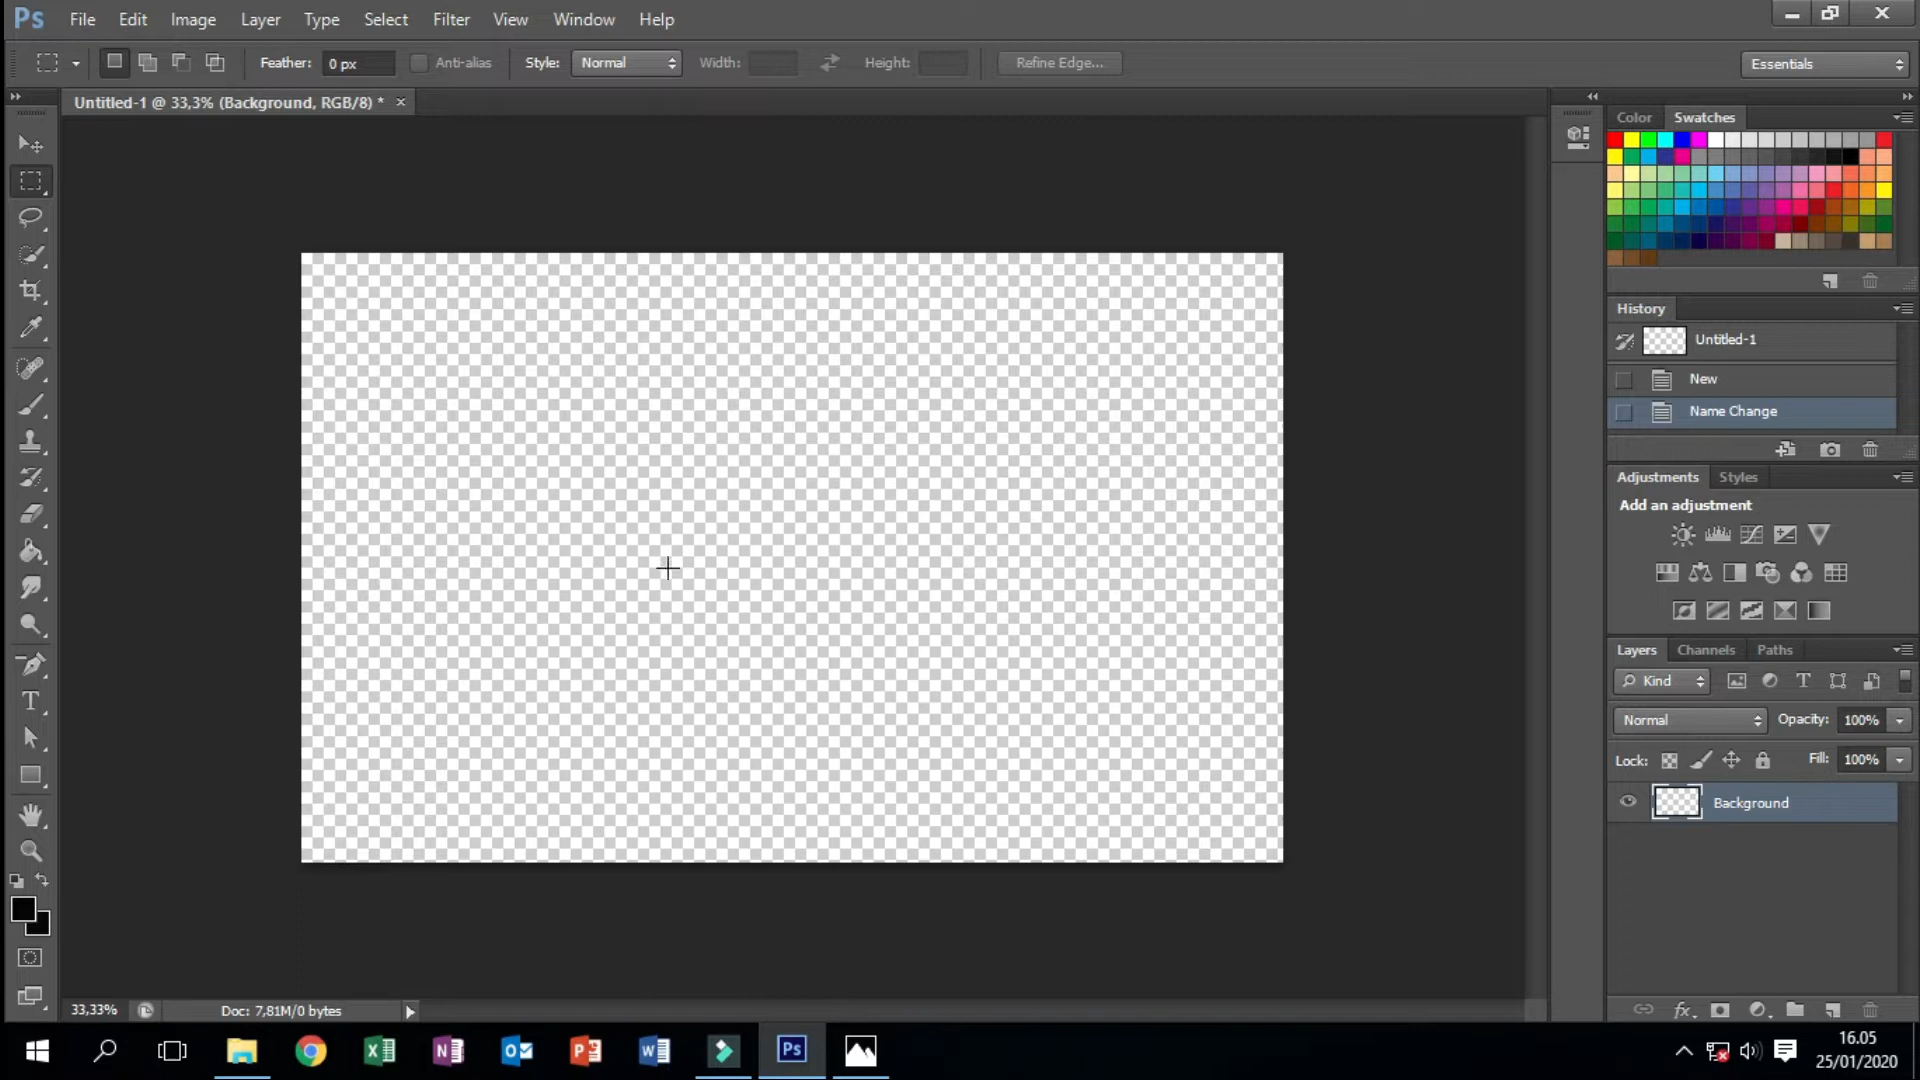 Ps File Edit Image Layer Type Select Filter View Window Help
Feather: 0 px Anti-alias Style: Normal Width: Height: Refine Edge... Essentials
Untitled-1 @ 33,3% (Background, RGB/8) * ×
Color Swatches
History
Untitled-1
New
Name Change
Adjustments Styles
Add an adjustment
Layers Channels Paths
Kind
Normal Opacity: 100%
Lock: Fill: 100%
Background
fx
33,33% Doc: 7,81M/0 bytes
16.05
25/01/2020